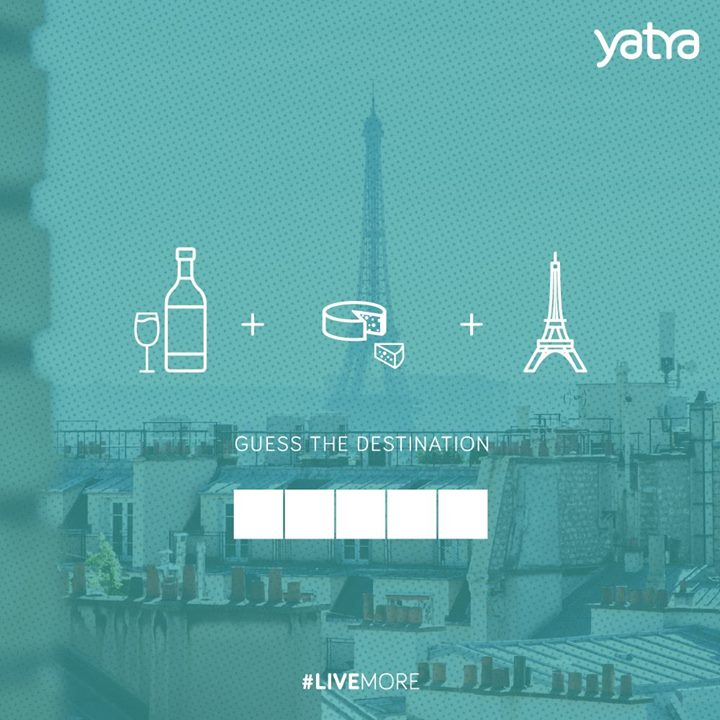 yatra
+ +
GUESS THE DESTINATION
#LIVEMORE